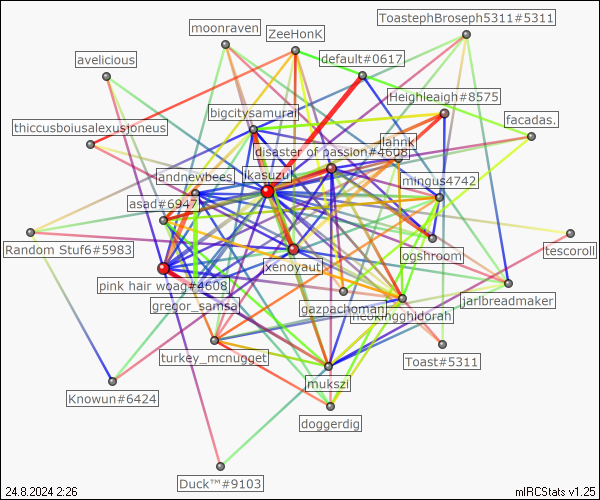 ToastephBroseph5311#5311
moonraven
ZeeHonK
avelicious
default#0617
Heighleaigh#8575
bigcitysamurai
facadas.
thiccusboiusalexusjoneus
lahnk
disaster of passion#4608
andnewbees
ikasuzu
mingus4742
asad#6947
Random Stuf6#5983
ogshroom
tescoroll
xenoyaut
pink hair woag#4608
gregor_samsa
gazpachoman
neokingghidorah
jarlbreadmaker
turkey_mcnugget
Toast#5311
mukszi
Knowun#6424
doggerdig
Duck™#9103
24.8.2024 2:26
mIRCStats v1.25